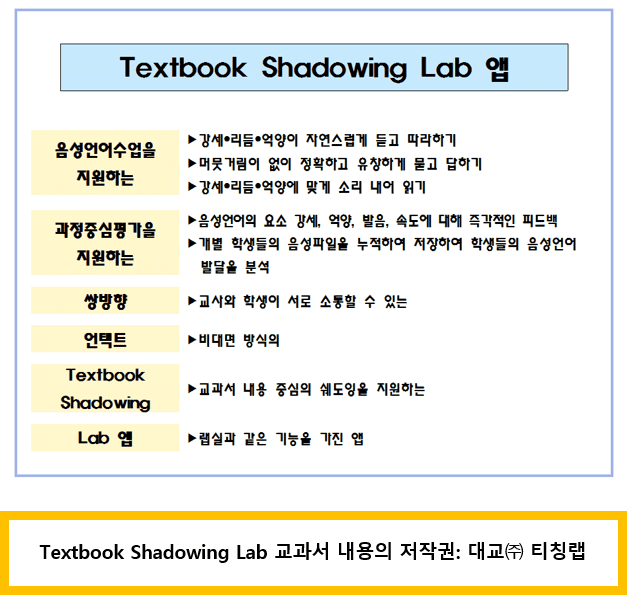 Textbook Shadowing Lab 앱
음성언어수업을
지원하는
▶강세•리듬•억양이 자연스럽게 듣고 따라하기
▶머뭇거림이 없이 정확하고 유창하게 묻고 답하기
▶강세•리듬•억양에 맞게 소리 내어 읽기
과정중심평가을
지원하는
▶음성언어의 요소 강세, 억양, 발음, 속도에 대해 즉각적인 피드백
▶개별 학생들의 음성파일을 누적하여 저장하여 학생들의 음성언어
발달을 분석
쌍방향
▶교사와 학생이 서로 소통할 수 있는
언택트
▶비대면 방식의
Textbook
Shadowing
▶교과서 내용 중심의 쉐도잉을 지원하는
Lab 앱
▶랩실과 같은 기능을 가진 앱
Textbook Shadowing Lab 교과서 내용의 저작권: 대교㈜ 티칭랩